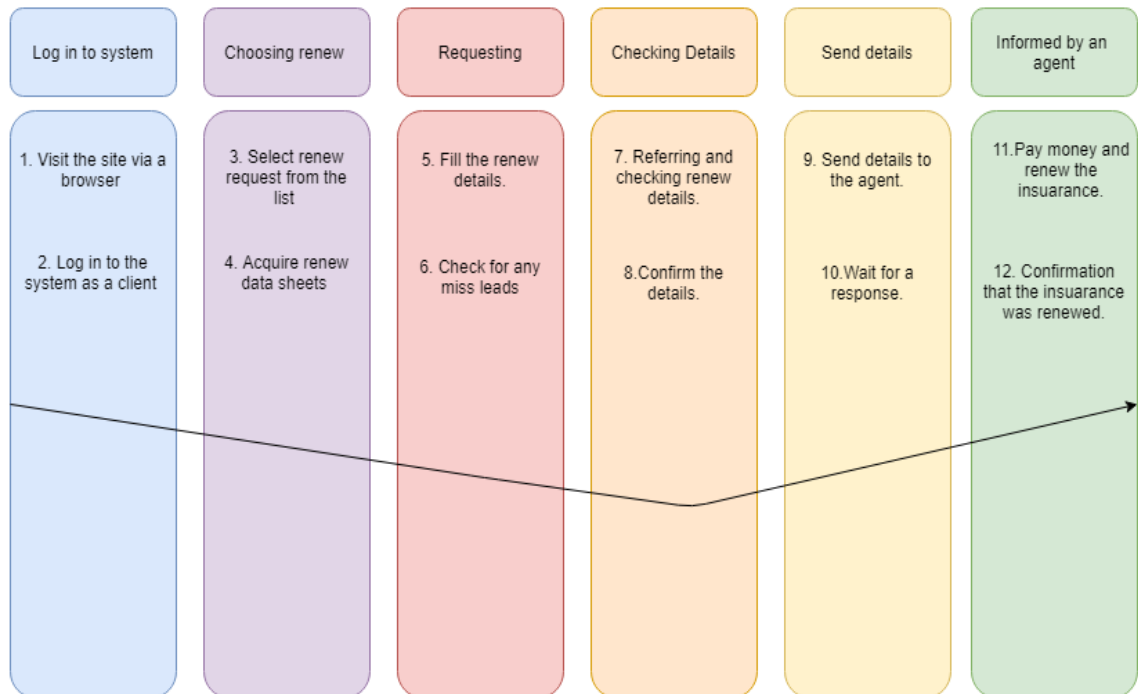 Log in to system
Choosing renew
Requesting
Checking Details
Send details
Informed by an
agent
1. Visit the site via a
browser
2. Log in to the
system as a client
3. Select renew
request from the
list
4. Acquire renew
data sheets
5. Fill the renew
details.
6. Check for any
miss leads
7. Referring and
checking renew
details.
8.Confirm the
details.
9. Send details to
the agent.
10.Wait for a
response.
11.Pay money and
renew the
insuarance.
12. Confirmation
that the insuarance
was renewed.